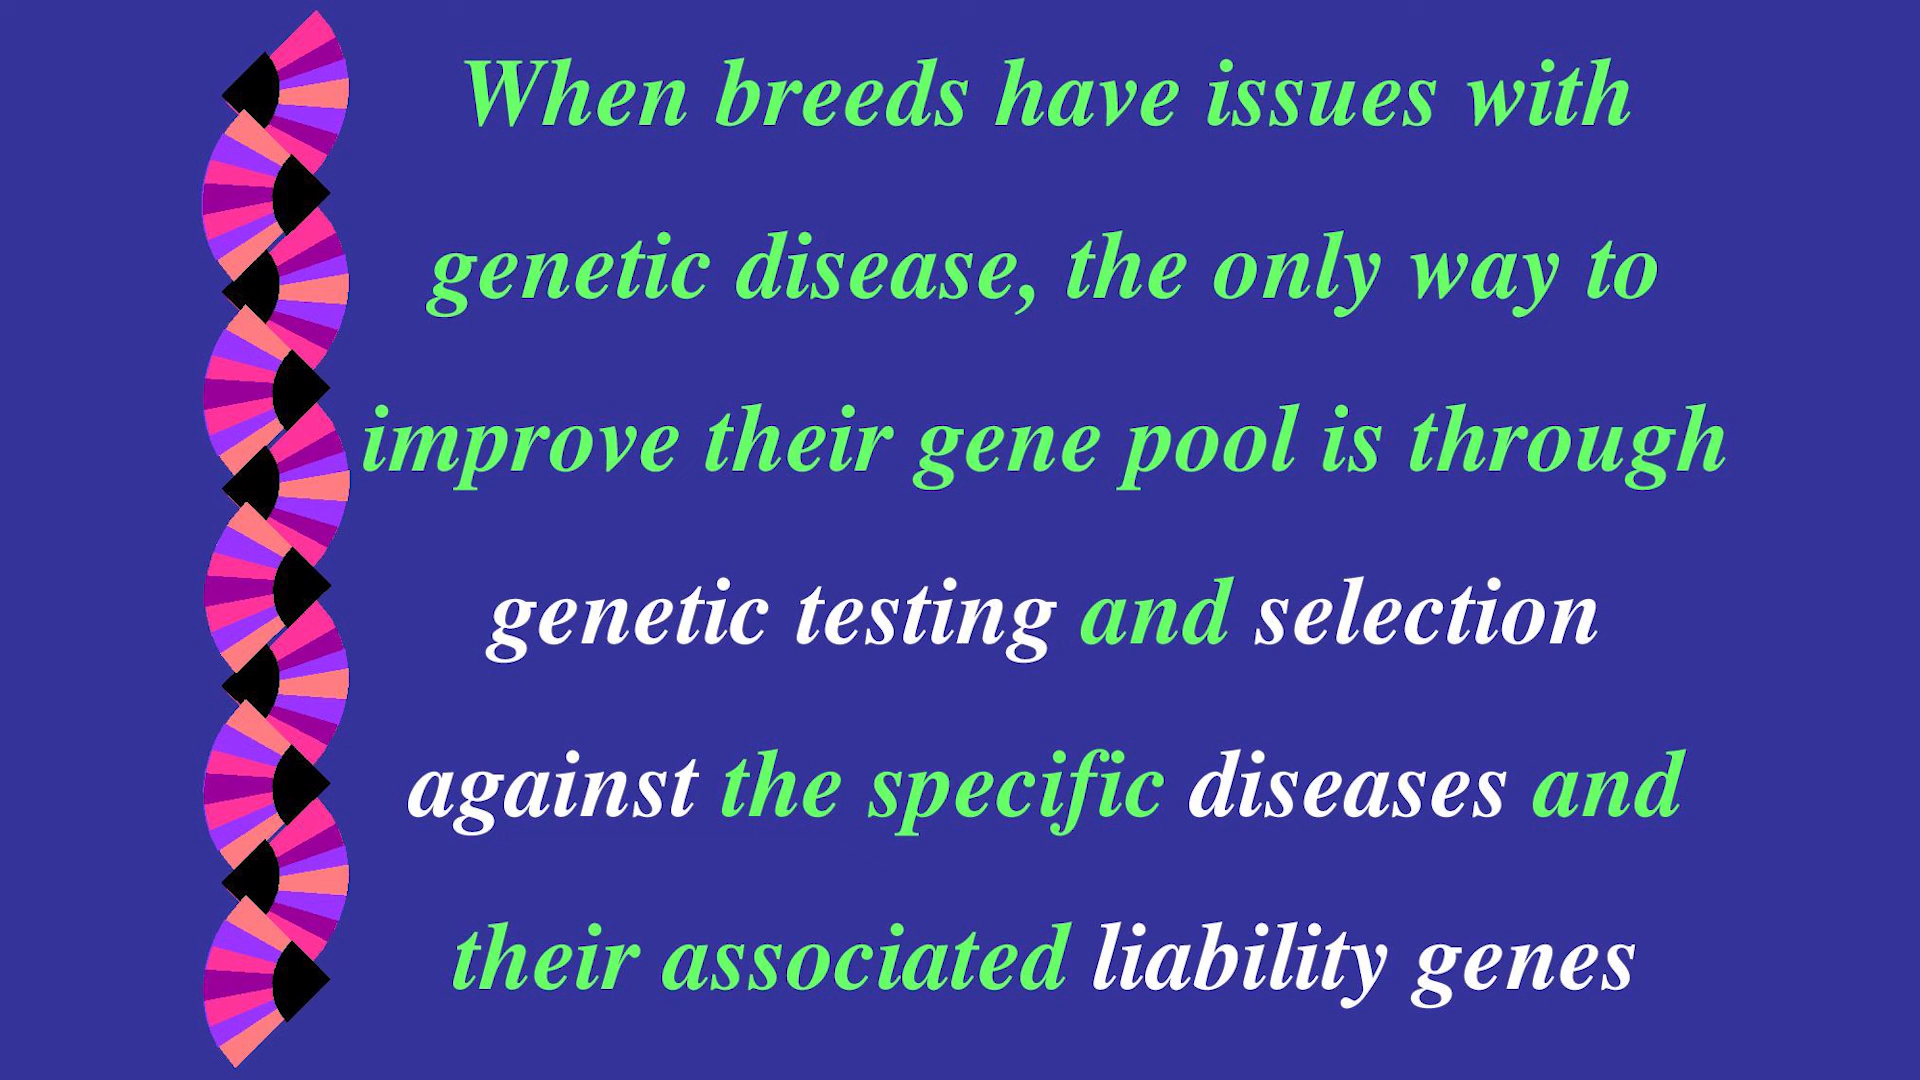 When breeds have issues with
genetic disease, the only way to
improve their gene pool is through
genetic testing and selection
against the specific diseases and
their associated liability genes